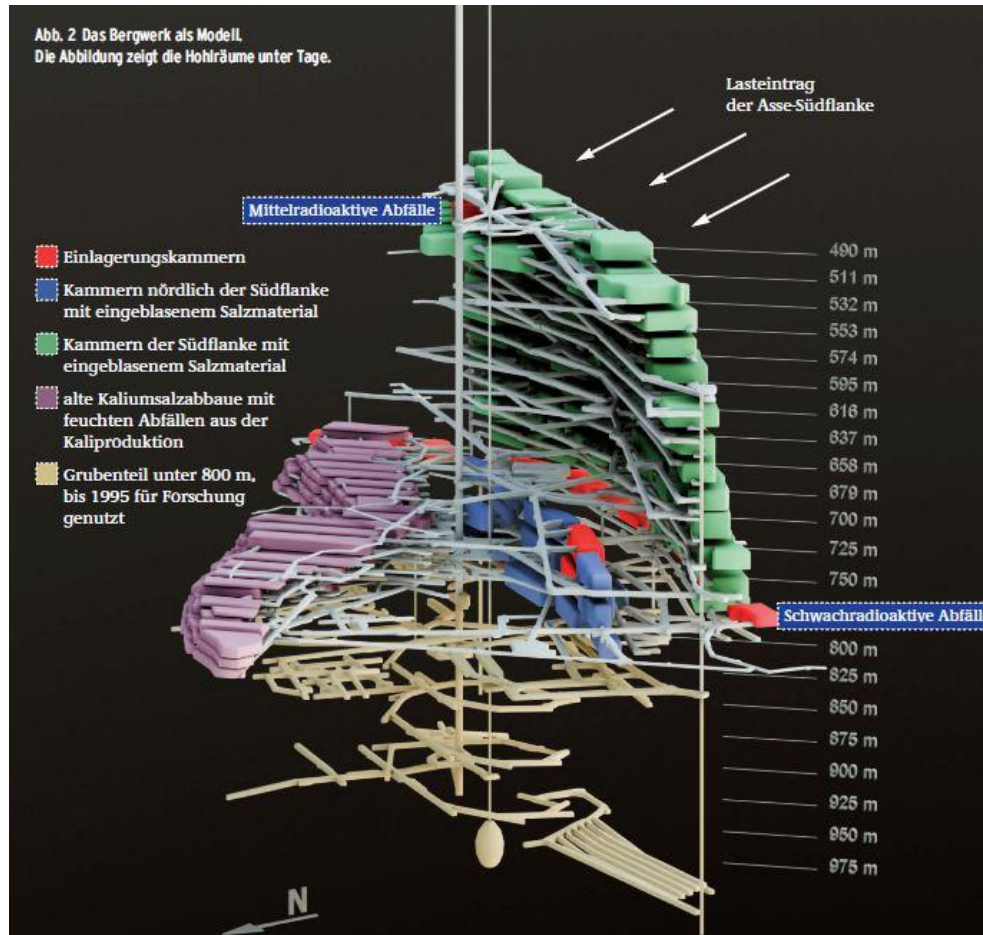 Abb. 2 Das Bergwerk als Modell.
Die Abbildung zeigt die Hohlräume unter Tage.
Lasteintrag
der Asse-Südflanke
Mittelradioaktive Abfälle
Einlagerungskammern
Kammern nördlich der Südflanke
mit eingeblasenem Salzmaterial
Kammern der Südflanke mit
eingeblasenem Salzmaterial
alte Kaliumsalzabbaue mit
feuchten Abfällen aus der
Kaliproduktion
Grubenteil unter 800 m,
bis 1995 für Forschung
genutzt
490 m
511 m
532 m
553 m
574 m
595 m
616 m
637 m
658 m
679 m
700 m
725 m
750 m
Schwachradioaktive Abfäll
800 m
825 m
850 m
875 m
900 m
925 m
950 m
975 m
N